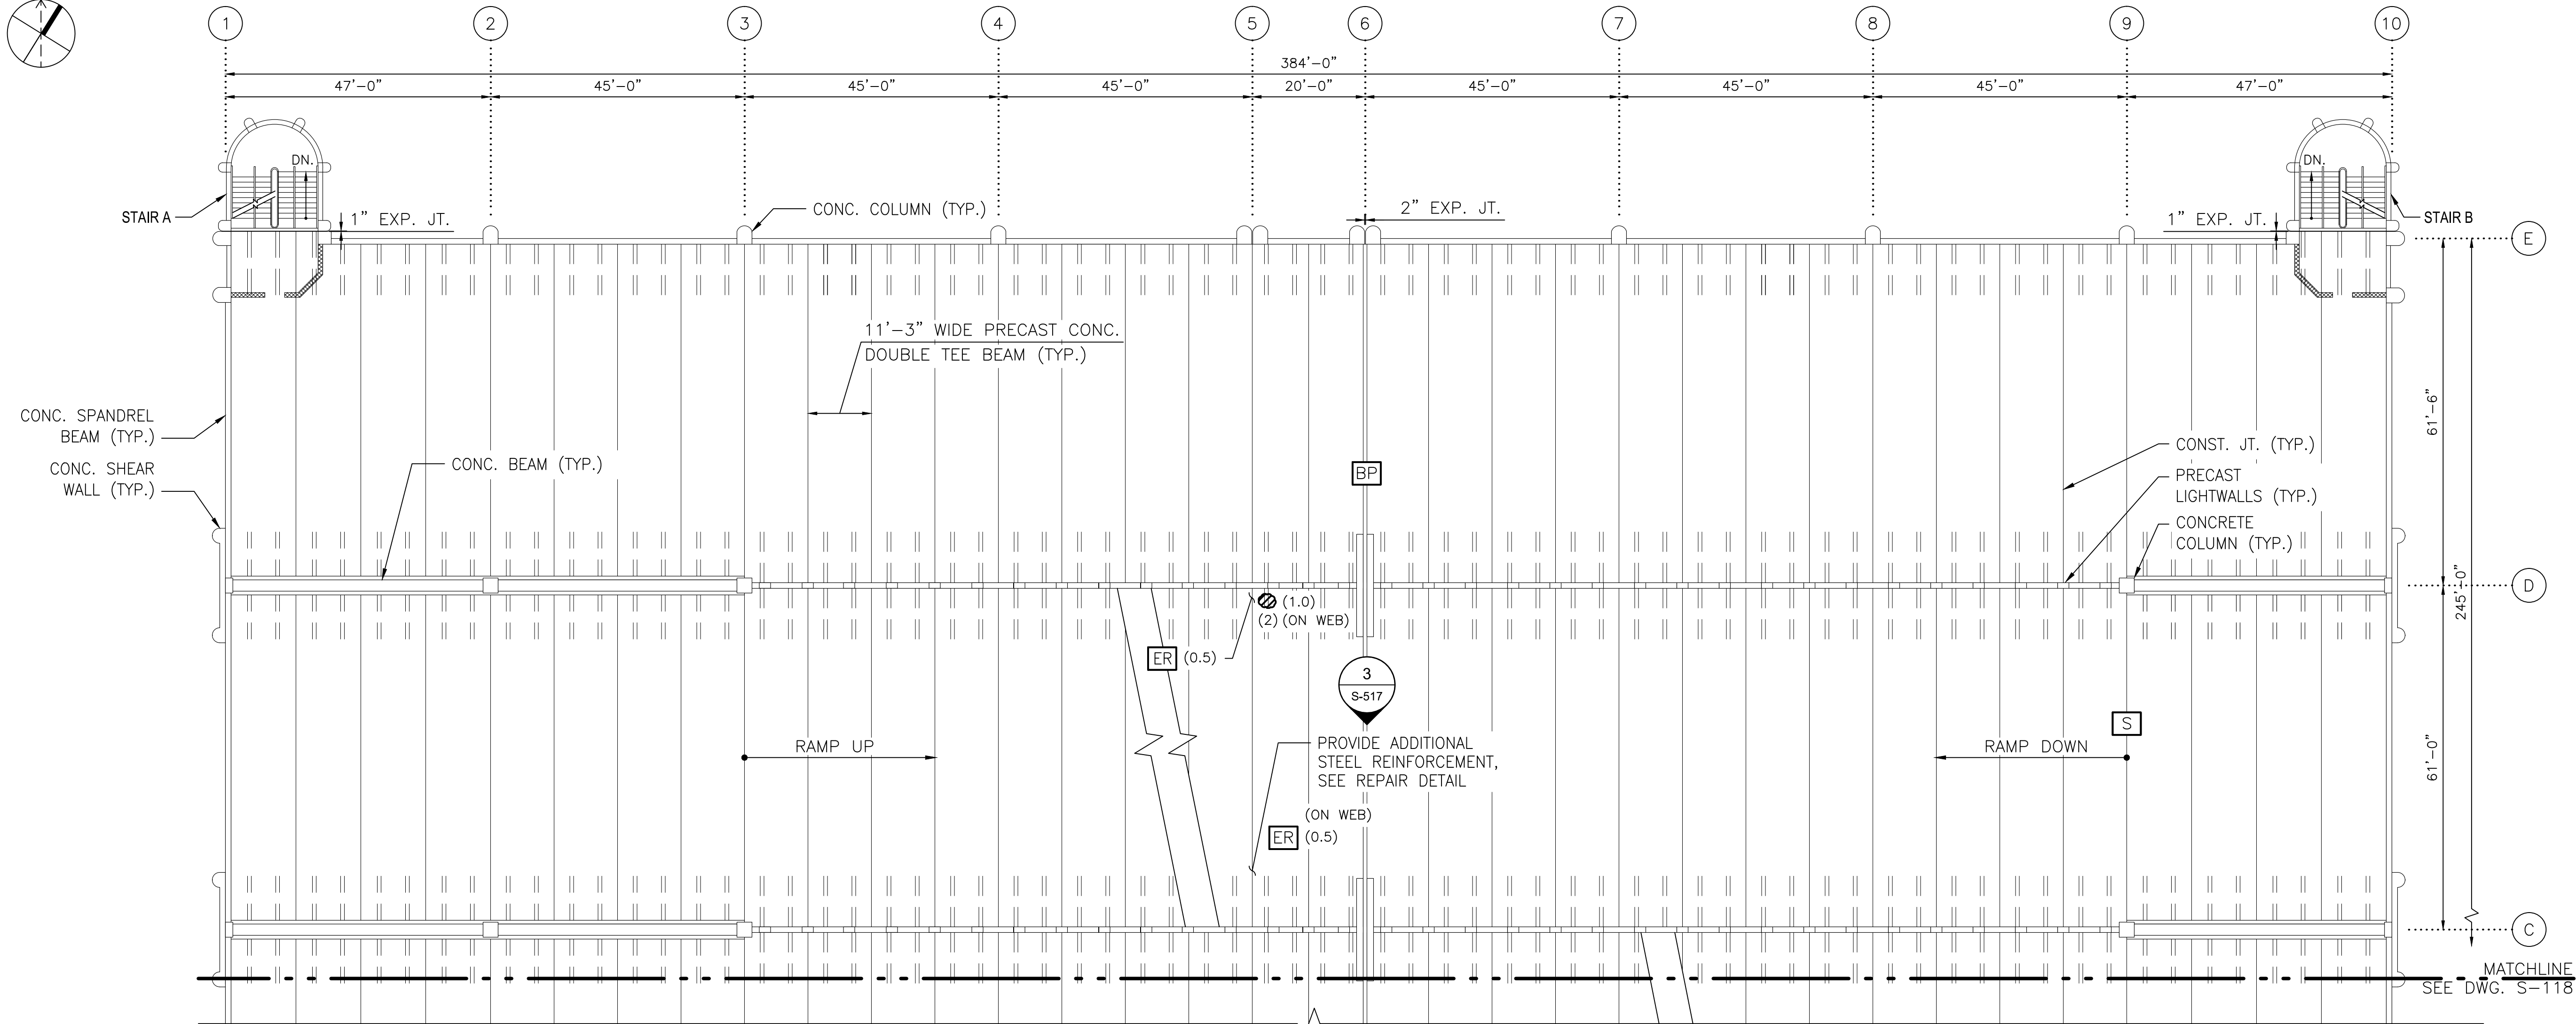 1 2 3 4 5 6 7 8 9 10
384'-0"
47'-0" 45'-0" 45'-0" 45'-0" 20'-0" 45'-0" 45'-0" 45'-0" 47'-0"
DN.
DN.
STAIR A
1" EXP. JT.
CONC. COLUMN (TYP.)
2" EXP. JT.
1" EXP. JT.
STAIR B
E
11'-3" WIDE PRECAST CONC.
DOUBLE TEE BEAM (TYP.)
CONC. SPANDREL
BEAM (TYP.)
CONC. SHEAR
WALL (TYP.)
CONC. BEAM (TYP.)
BP
61'-6"
CONST. JT. (TYP.)
PRECAST
LIGHTWALLS (TYP.)
CONCRETE
COLUMN (TYP.)
245'-0"
D
(1.0)
(2) (ON WEB)
ER (0.5)
3
S-517
S
RAMP UP
PROVIDE ADDITIONAL
STEEL REINFORCEMENT,
SEE REPAIR DETAIL
RAMP DOWN
61'-0"
(ON WEB)
ER (0.5)
C
MATCHLINE
SEE DWG. S-118